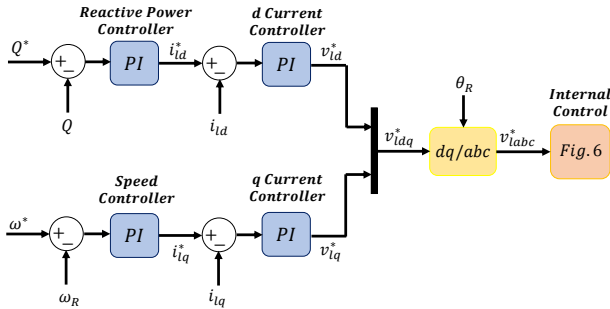 Reactive Power
Controller
d Current
Controller
Q*
+
−
PI
i*ld
+
−
PI
v*ld
Q
ild
θR
Internal
Control
v*ldq
dq/abc
v*labc
Fig. 6
Speed
Controller
q Current
Controller
ω*
+
−
PI
i*lq
+
−
PI
v*lq
ωR
ilq